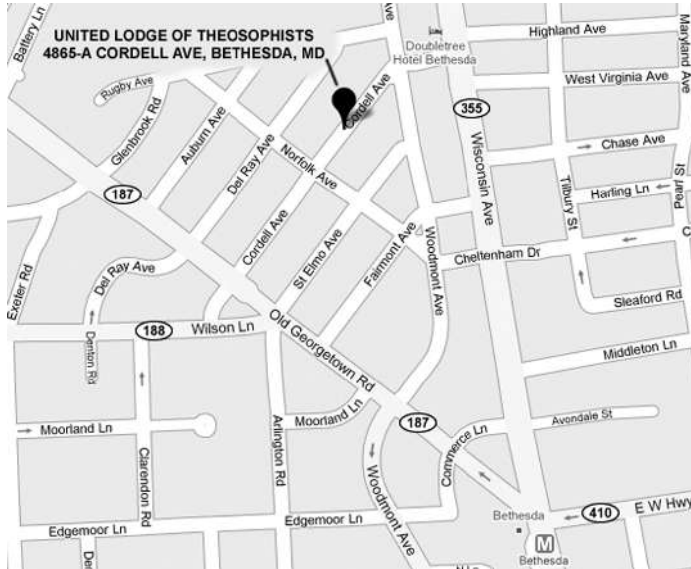 UNITED LODGE OF THEOSOPHISTS
4865-A CORDELL AVE, BETHESDA, MD
Battery Ln
Rugby Ave
Glenbrook Rd
Auburn Ave
Del Ray Ave
Norfolk Ave
Cordell Ave
Doubletree
Hotel Bethesda
Highland Ave
Maryland Ave
West Virginia Ave
355
Wisconsin Ave
Chase Ave
Harling Ln
Tilbury St
Pearl St
187
Cordell Ave
St Elmo Ave
Fairmont Ave
Woodmont Ave
Cheltenham Dr
C
Exeter Rd
Del Ray Ave
Sleaford Rd
188
Wilson Ln
Old Georgetown Rd
Denton Rd
Middleton Ln
Moorland Ln
Clarendon Rd
Arlington Rd
Moorland Ln
187
Commerce Ln
Avondale St
Woodmont Ave
Edgemoor Ln
Edgemoor Ln
Bethesda
410
E W Hwy
M
Bethesda
De
N Ln